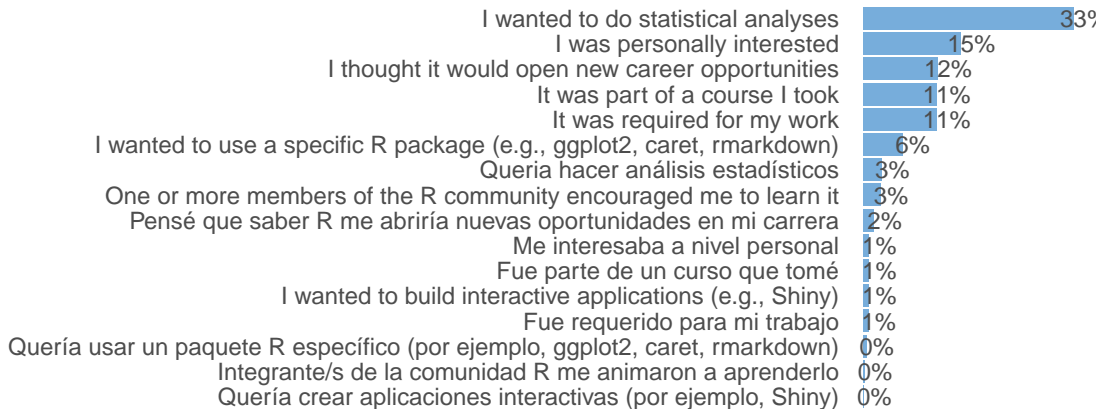 I wanted to do statistical analyses 33%
I was personally interested 15%
I thought it would open new career opportunities 12%
It was part of a course I took 11%
It was required for my work 11%
I wanted to use a specific R package (e.g., ggplot2, caret, rmarkdown) 6%
Queria hacer análisis estadísticos 3%
One or more members of the R community encouraged me to learn it 3%
Pensé que saber R me abriría nuevas oportunidades en mi carrera 2%
Me interesaba a nivel personal 1%
Fue parte de un curso que tomé 1%
I wanted to build interactive applications (e.g., Shiny) 1%
Fue requerido para mi trabajo 1%
Quería usar un paquete R específico (por ejemplo, ggplot2, caret, rmarkdown) 0%
Integrante/s de la comunidad R me animaron a aprenderlo 0%
Quería crear aplicaciones interactivas (por ejemplo, Shiny) 0%